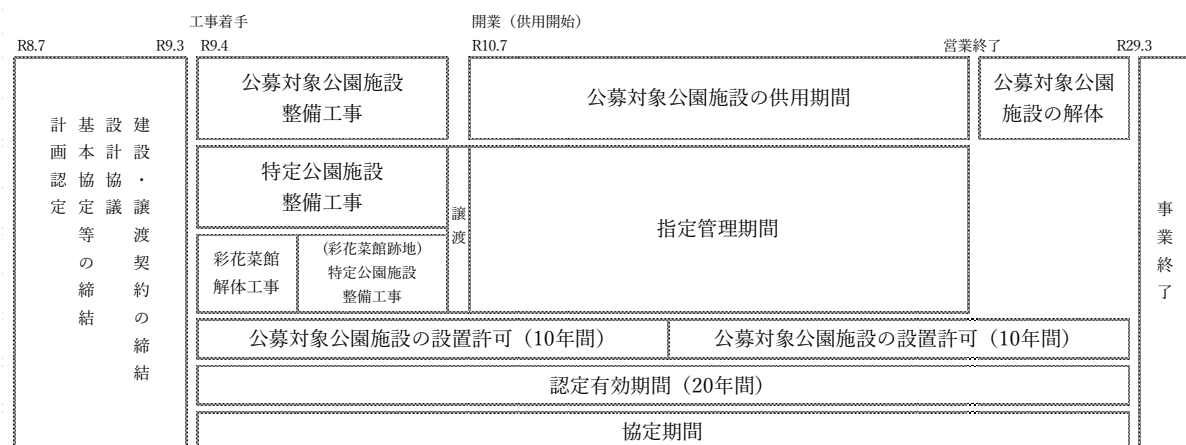 工事着手
開業（供用開始）
R8.7
R9.3
R9.4
R10.7
営業終了
R29.3
計画認定
基本協定等の締結
設計協議
建設・譲渡契約の締結
公募対象公園施設
整備工事
公募対象公園施設の供用期間
公募対象公園
施設の解体
特定公園施設
整備工事
譲渡
指定管理期間
彩花菜館
解体工事
（彩花菜館跡地）
特定公園施設
整備工事
公募対象公園施設の設置許可（10年間）
公募対象公園施設の設置許可（10年間）
認定有効期間（20年間）
協定期間
事業終了